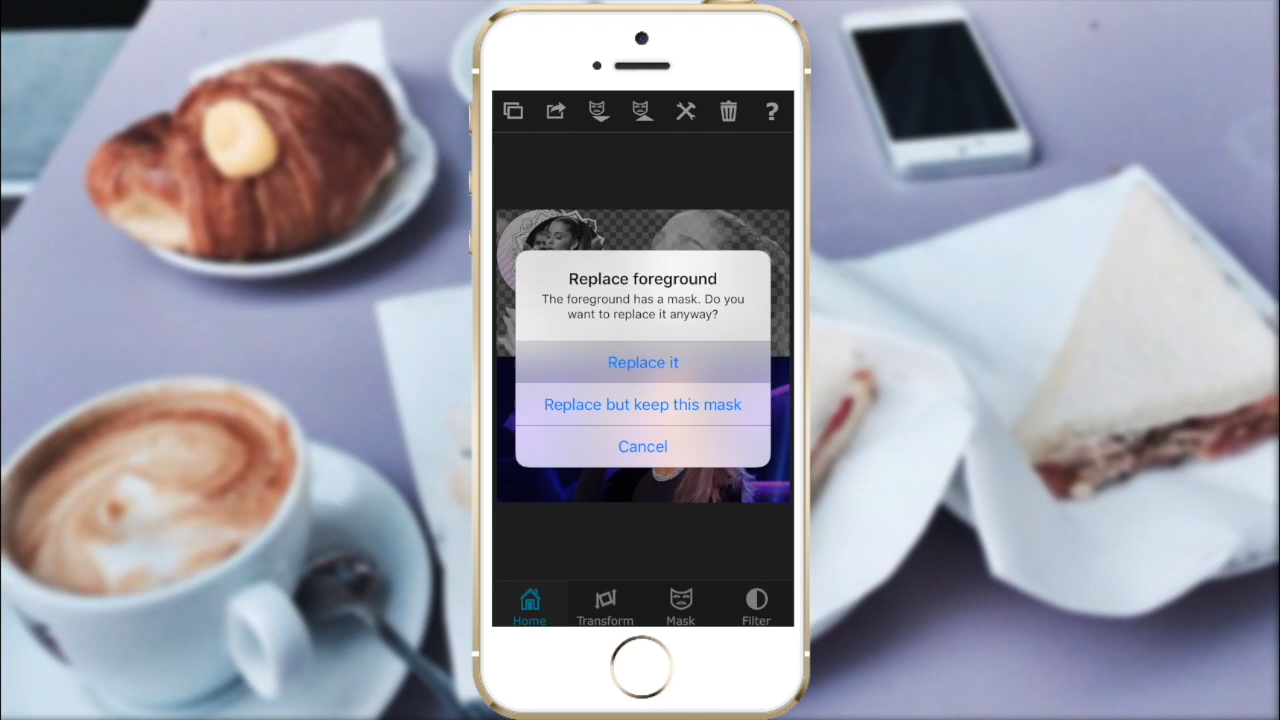 ?
Replace foreground
The foreground has a mask. Do you
want to replace it anyway?
Replace it
Replace but keep this mask
Cancel
Home
Transform
Mask
Filter